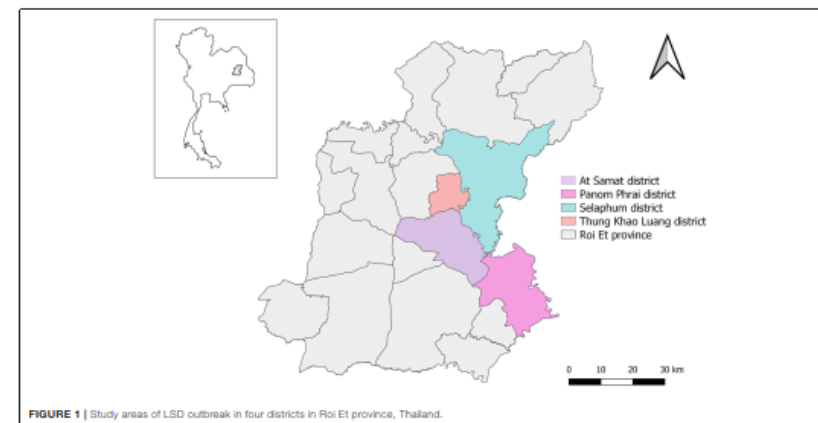 At Samat district
Panom Phrai district
Selaphum district
Thung Khao Luang district
Roi Et province
0 10 20 30 km
FIGURE 1 | Study areas of LSD outbreak in four districts in Roi Et province, Thailand.